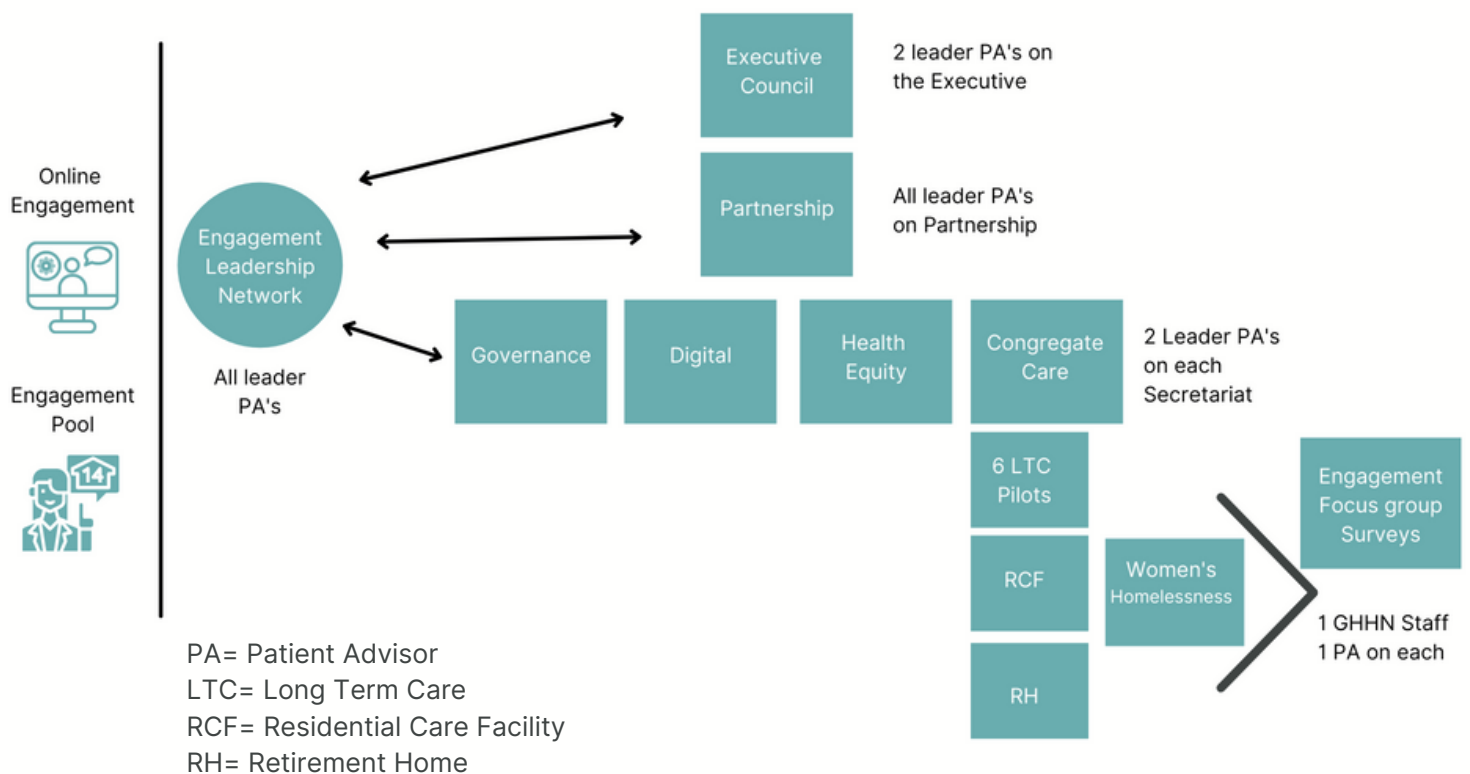 Online
Engagement
Engagement
Pool
14
Engagement
Leadership
Network
All leader
PA's
Executive
Council
2 leader PA's on
the Executive
Partnership
All leader PA's
on Partnership
Governance
Digital
Health
Equity
Congregate
Care
2 Leader PA's
on each
Secretariat
6 LTC
Pilots
RCF
RH
Women's
Homelessness
Engagement
Focus group
Surveys
1 GHHN Staff
1 PA on each
PA= Patient Advisor
LTC= Long Term Care
RCF= Residential Care Facility
RH= Retirement Home